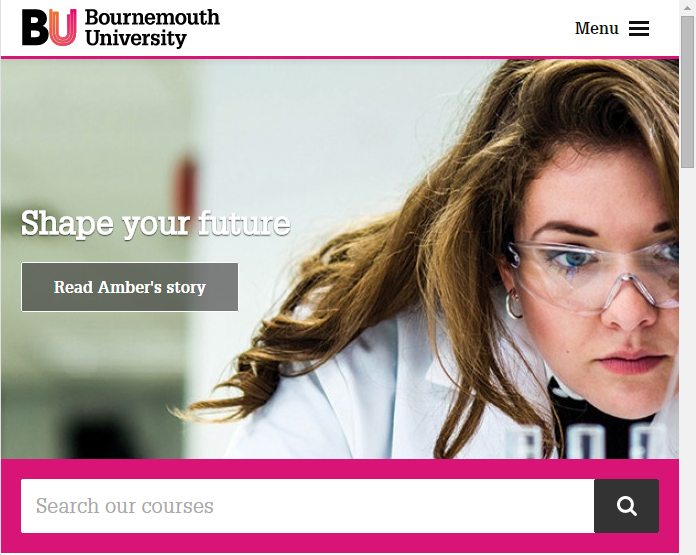 BU Bournemouth
University
Menu
Shape your future
Read Amber's story
Search our courses